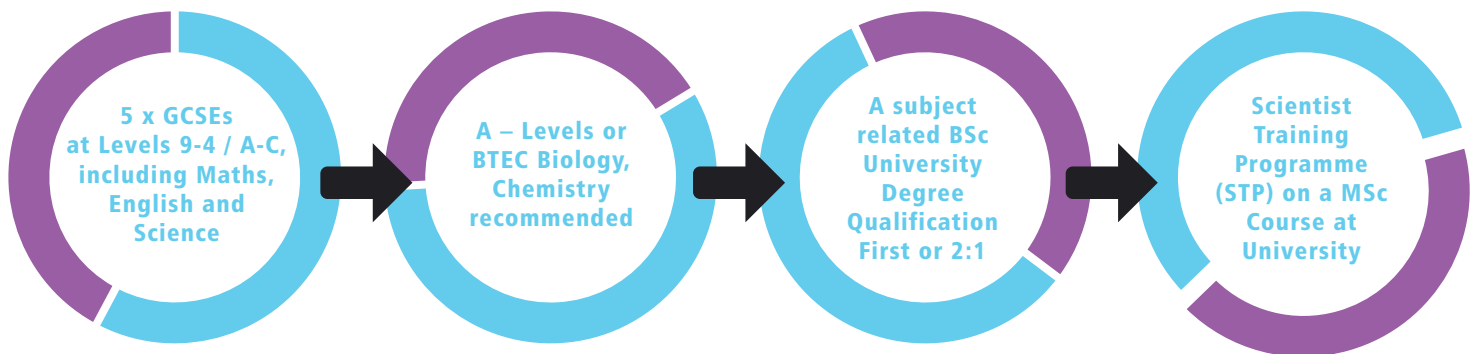 5 x GCSEs
at Levels 9-4 / A-C,
including Maths,
English and
Science
A – Levels or
BTEC Biology,
Chemistry
recommended
A subject
related BSc
University
Degree
Qualification
First or 2:1
Scientist
Training
Programme
(STP) on a MSc
Course at
University